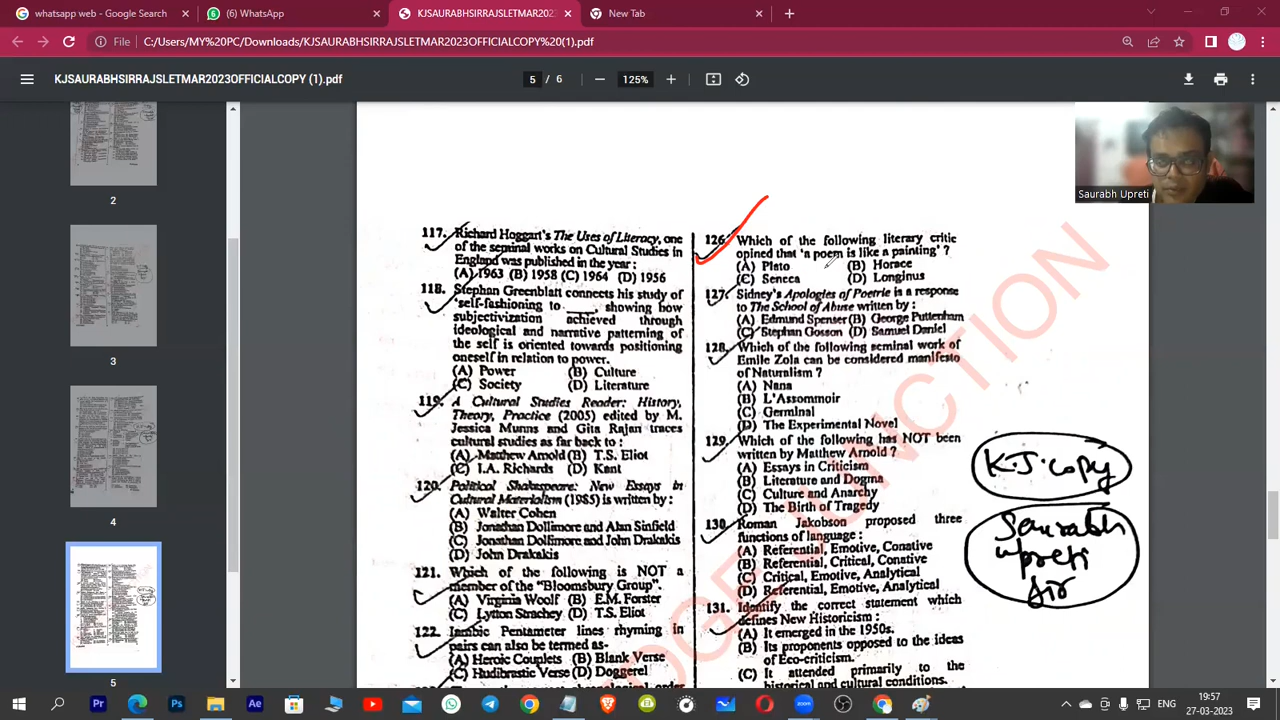 whatsapp web - Google Search
(6) WhatsApp
KJSAURABHSIRRAJSLETMAR202
New Tab
File C:/Users/MY%20PC/Downloads/KJSAURABHSIRRAJSLETMAR2023OFFICIALCOPY%20(1).pdf
KJSAURABHSIRRAJSLETMAR2023OFFICIALCOPY (1).pdf
5 / 6
125%
2
3
4
5
Saurabh Upreti
117. Richard Hoggart's The Uses of Literacy, one
of the seminal works on Cultural Studies in
England was published in the year :
(A) 1963 (B) 1958 (C) 1964 (D) 1956
118. Stephan Greenblatt connects his study of
'self-fashioning to ____, showing how
subjectivization achieved through
ideological and narrative patterning of
the self is oriented towards positioning
oneself in relation to power.
(A) Power (B) Culture
(C) Society (D) Literature
119. A Cultural Studies Reader: History,
Theory, Practice (2005) edited by M.
Jessica Munns and Gita Rajan traces
cultural studies as far back to :
(A) Matthew Arnold (B) T.S. Eliot
(C) I.A. Richards (D) Kant
120. Political Shakespeare: New Essays in
Cultural Materialism (1985) is written by :
(A) Walter Cohen
(B) Jonathan Dollimore and Alan Sinfield
(C) Jonathan Dollimore and John Drakakis
(D) John Drakakis
121. Which of the following is NOT a
member of the "Bloomsbury Group".
(A) Virginia Woolf (B) E.M. Forster
(C) Lytton Strachey (D) T.S. Eliot
122. Iambic Pentameter lines rhyming in
pairs can also be termed as-
(A) Heroic Couplets (B) Blank Verse
(C) Hudibrastic Verse (D) Doggerel
126. Which of the following literary critic
opined that 'a poem is like a painting' ?
(A) Plato (B) Horace
(C) Seneca (D) Longinus
127. Sidney's Apologies of Poetrie is a response
to The School of Abuse written by :
(A) Edmund Spenser (B) George Puttenham
(C) Stephan Gosson (D) Samuel Daniel
128. Which of the following seminal work of
Emile Zola can be considered manifesto
of Naturalism ?
(A) Nana
(B) L'Assommoir
(C) Germinal
(D) The Experimental Novel
129. Which of the following has NOT been
written by Matthew Arnold ?
(A) Essays in Criticism
(B) Literature and Dogma
(C) Culture and Anarchy
(D) The Birth of Tragedy
130. Roman Jakobson proposed three
functions of language :
(A) Referential, Emotive, Conative
(B) Referential, Critical, Conative
(C) Critical, Emotive, Analytical
(D) Referential, Emotive, Analytical
131. Identify the correct statement which
defines New Historicism :
(A) It emerged in the 1950s.
(B) Its proponents opposed to the ideas
of Eco-criticism.
(C) It attended primarily to the
historical and cultural conditions.
K.J. copy
Saurabh
upreti
sir
JUNCTION
ENG
19:57
27-03-2023